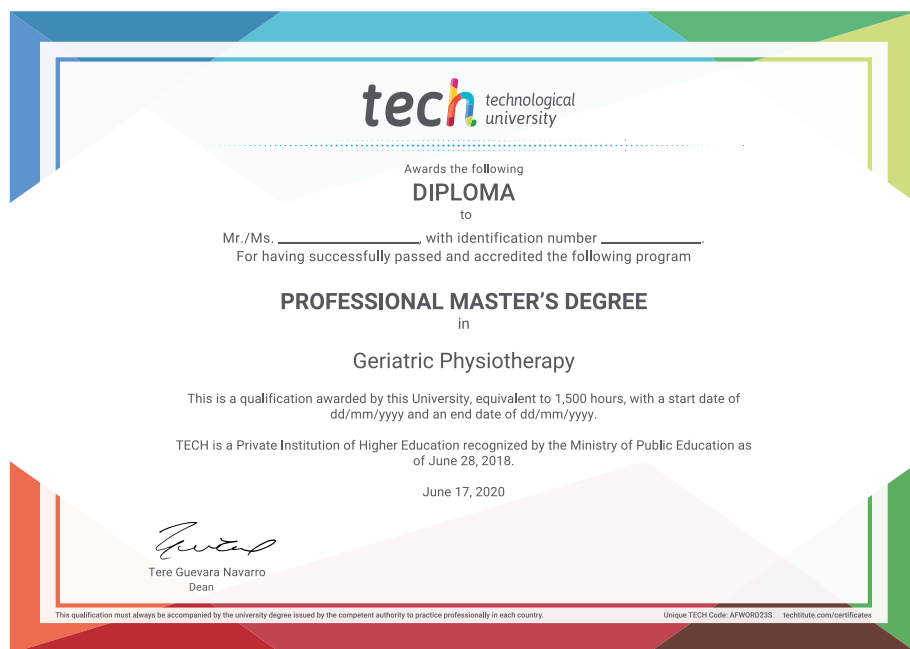 tech technological
university
Awards the following
DIPLOMA
to
Mr./Ms. ____________________, with identification number ______________.
For having successfully passed and accredited the following program
PROFESSIONAL MASTER'S DEGREE
in
Geriatric Physiotherapy
This is a qualification awarded by this University, equivalent to 1,500 hours, with a start date of
dd/mm/yyyy and an end date of dd/mm/yyyy.
TECH is a Private Institution of Higher Education recognized by the Ministry of Public Education as
of June 28, 2018.
June 17, 2020
Tere Guevara Navarro
Dean
This qualification must always be accompanied by the university degree issued by the competent authority to practice professionally in each country.
Unique TECH Code: AFWORD23S techtitute.com/certificates